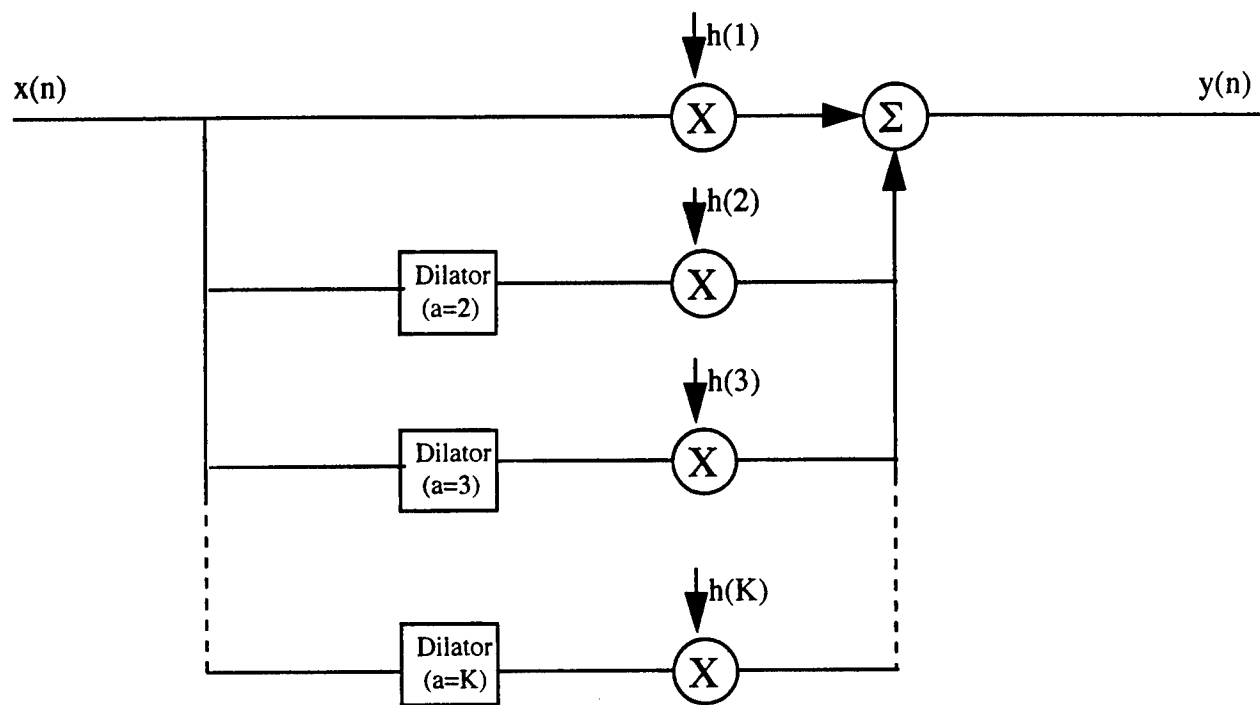 h(1)
x(n)
y(n)
X
Σ
h(2)
Dilator
(a=2)
X
h(3)
Dilator
(a=3)
X
h(K)
Dilator
(a=K)
X